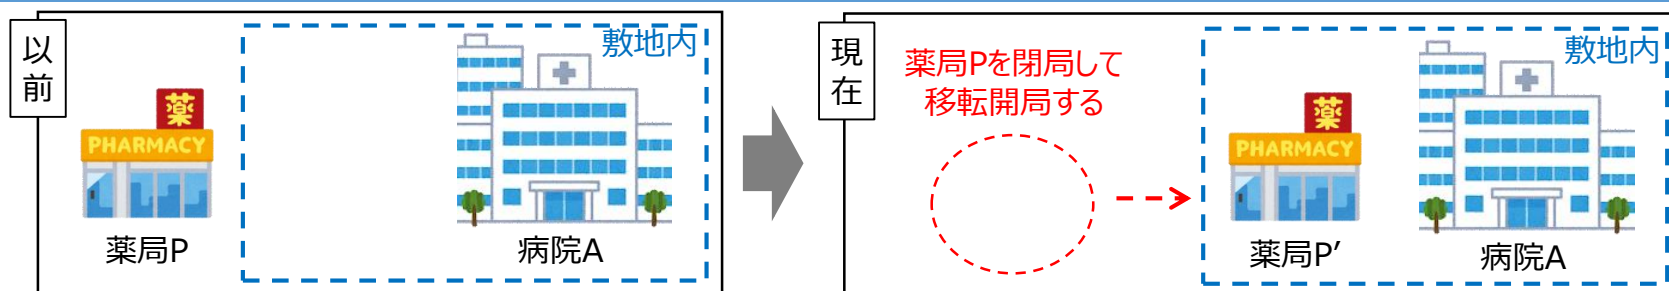 以前
敷地内
薬
PHARMACY
薬局P
病院A
現在
薬局Pを閉局して
移転開局する
敷地内
薬
PHARMACY
薬局P′
病院A